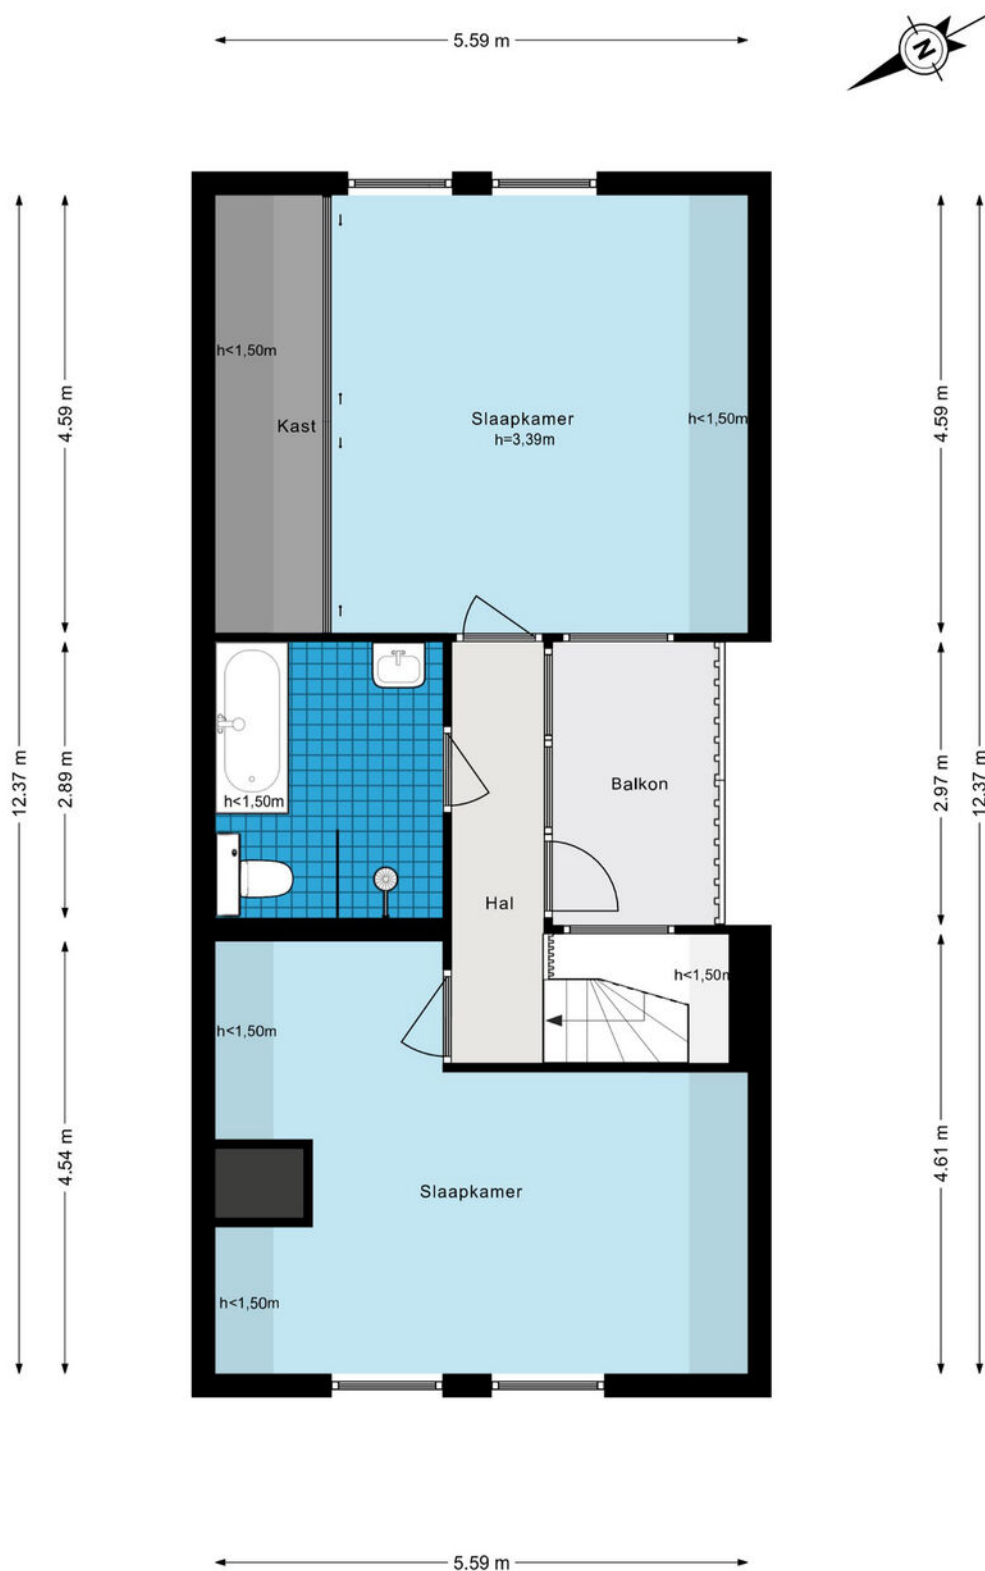 5.59 m
N
h<1,50m
Kast
Slaapkamer
h=3,39m
h<1,50m
4.59 m
4.59 m
12.37 m
2.89 m
h<1,50m
Balkon
2.97 m
12.37 m
Hal
h<1,50m
h<1,50m
4.54 m
Slaapkamer
4.61 m
h<1,50m
5.59 m